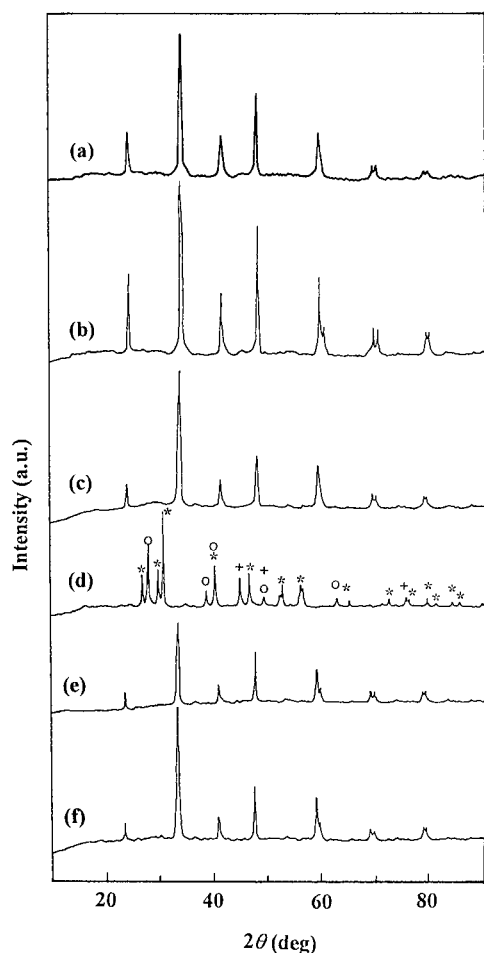 (a)
(b)
(c)
*
o
o
* + * +
(d) * * o * o * * o * * + * * * * *
(e)
(f)
Intensity (a.u.)
20 40 60 80
2θ (deg)